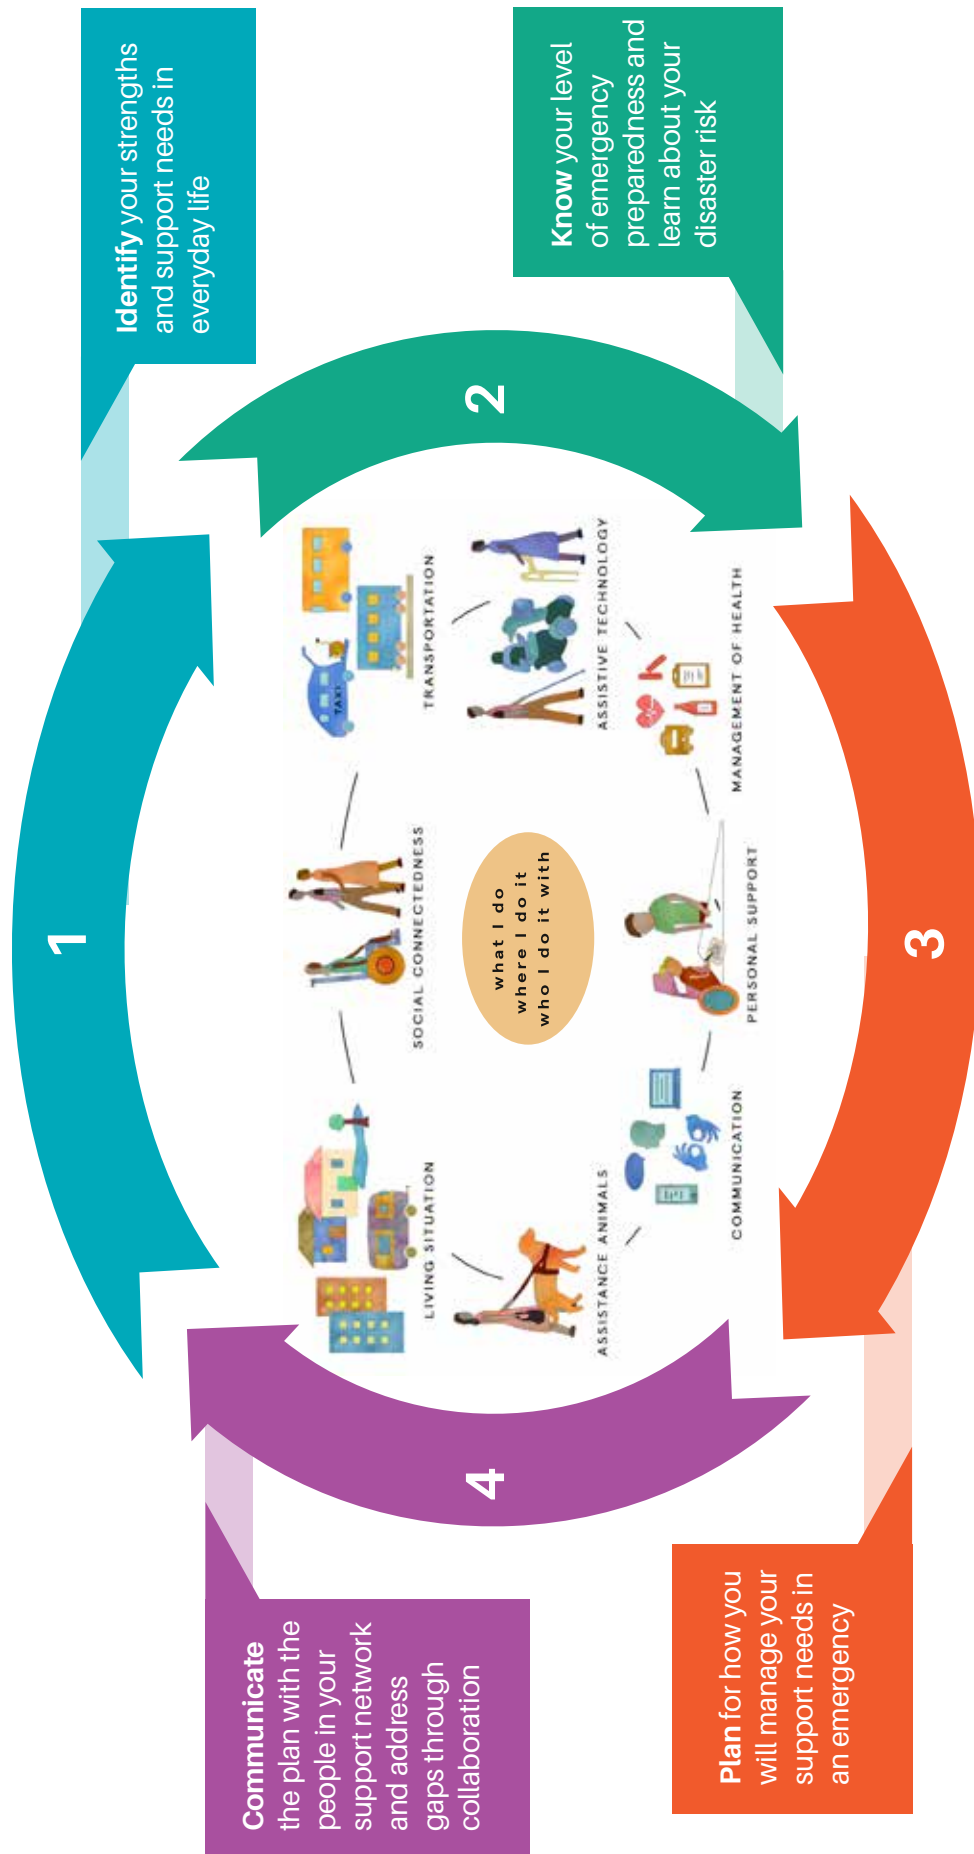 1
Identify your strengths
and support needs in
everyday life
2
Know your level
of emergency
preparedness and
learn about your
disaster risk
3
Plan for how you
will manage your
support needs in
an emergency
4
Communicate
the plan with the
people in your
support network
and address
gaps through
collaboration
LIVING SITUATION
SOCIAL CONNECTEDNESS
TAXI
TRANSPORTATION
ASSISTIVE TECHNOLOGY
MANAGEMENT OF HEALTH
PERSONAL SUPPORT
COMMUNICATION
ASSISTANCE ANIMALS
what I do
where I do it
who I do it with